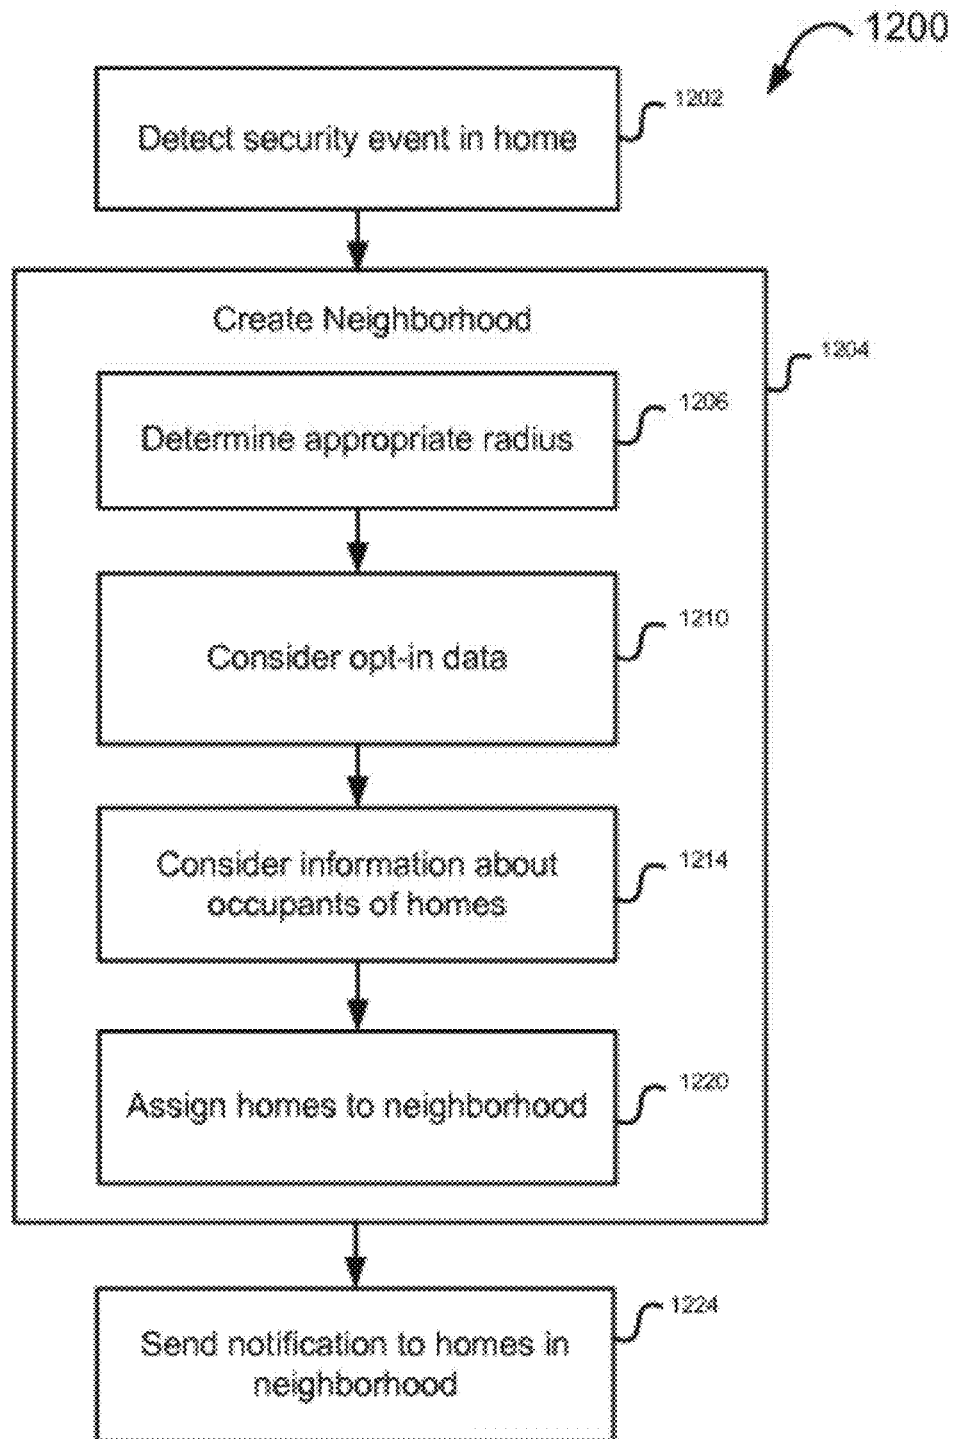 1200
Detect security event in home
1202
Create Neighborhood
1204
Determine appropriate radius
1206
Consider opt-in data
1210
Consider information about
occupants of homes
1214
Assign homes to neighborhood
1220
Send notification to homes in
neighborhood
1224